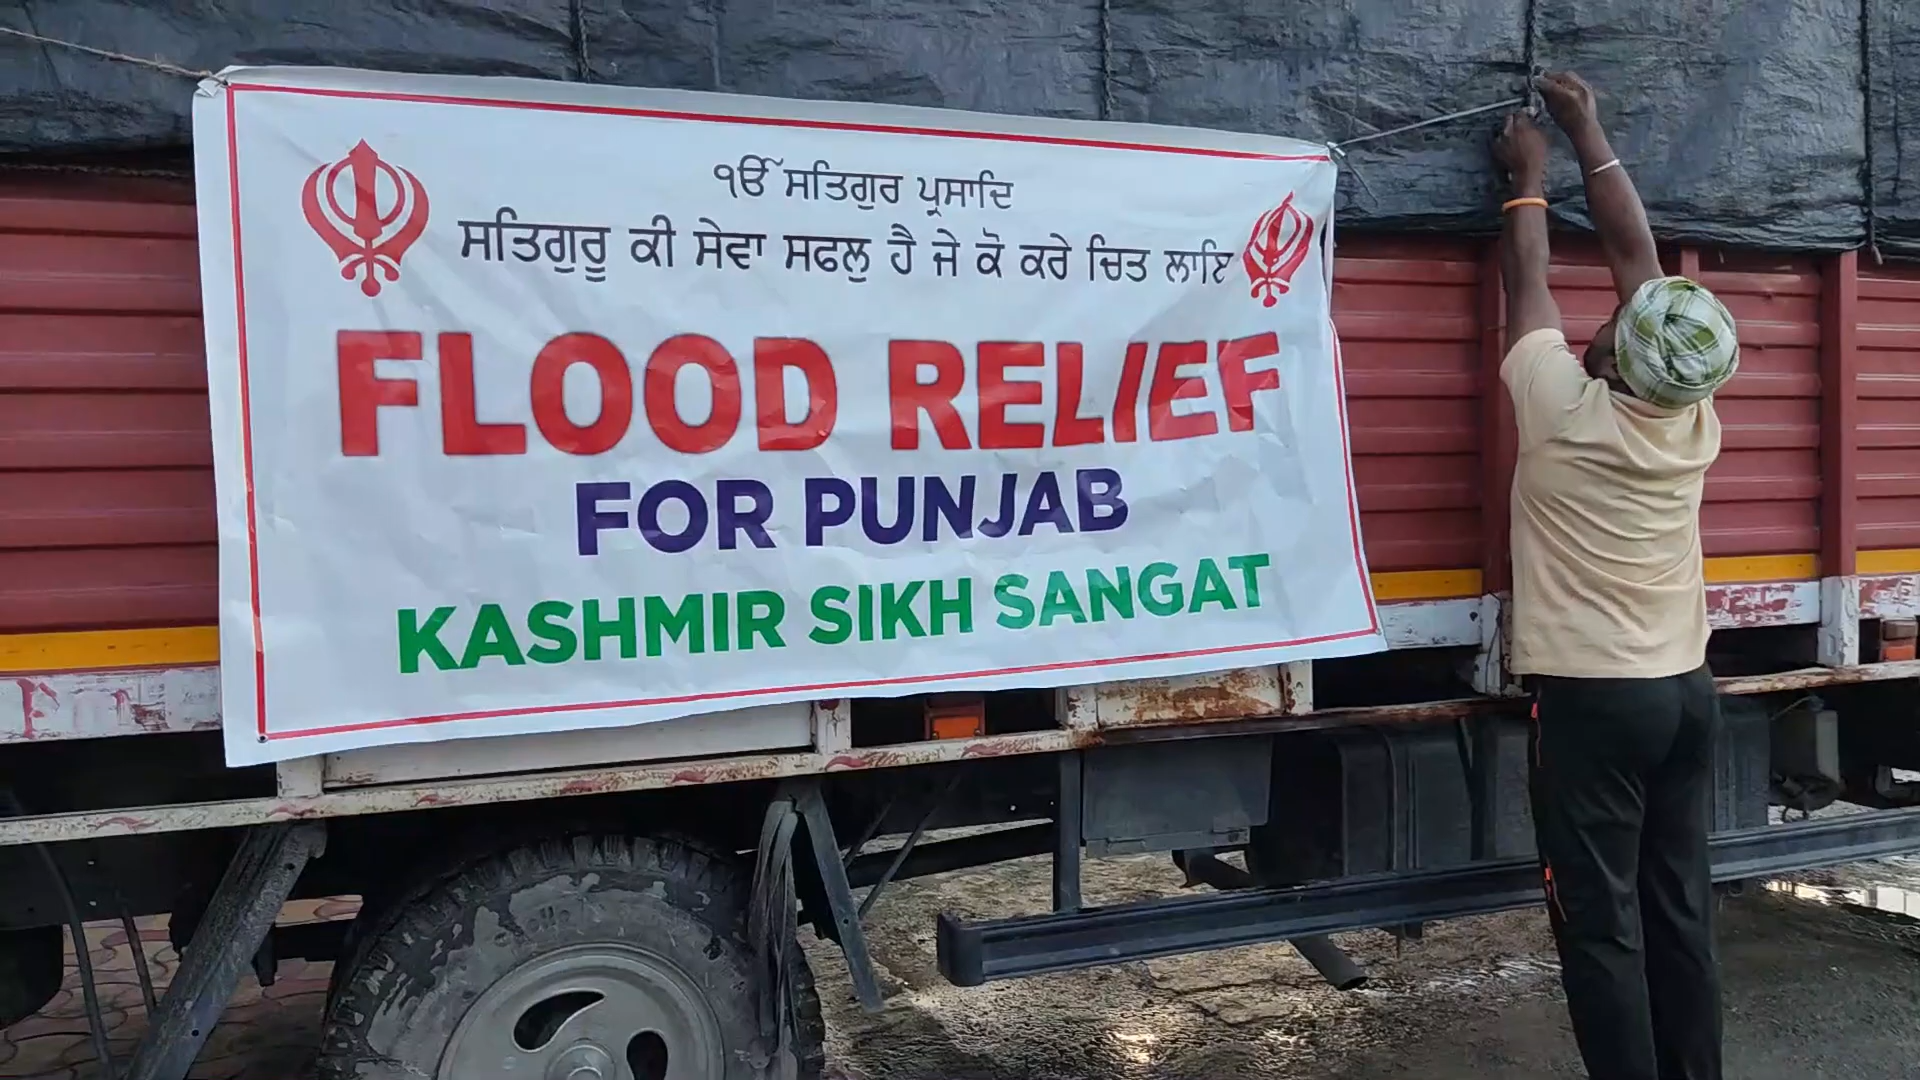 ੴ ਸਤਿਗੁਰ ਪ੍ਰਸਾਦਿ
ਸਤਿਗੁਰੂ ਕੀ ਸੇਵਾ ਸਫਲੁ ਹੈ ਜੇ ਕੋ ਕਰੇ ਚਿਤ ਲਾਇ
FLOOD RELIEF
FOR PUNJAB
KASHMIR SIKH SANGAT